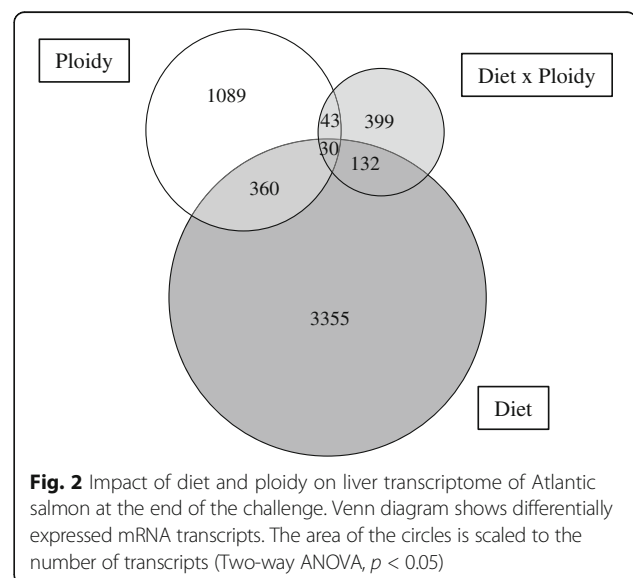 Ploidy
Diet x Ploidy
1089
43
399
30
132
360
3355
Diet
Fig. 2 Impact of diet and ploidy on liver transcriptome of Atlantic
salmon at the end of the challenge. Venn diagram shows differentially
expressed mRNA transcripts. The area of the circles is scaled to the
number of transcripts (Two-way ANOVA, p < 0.05)